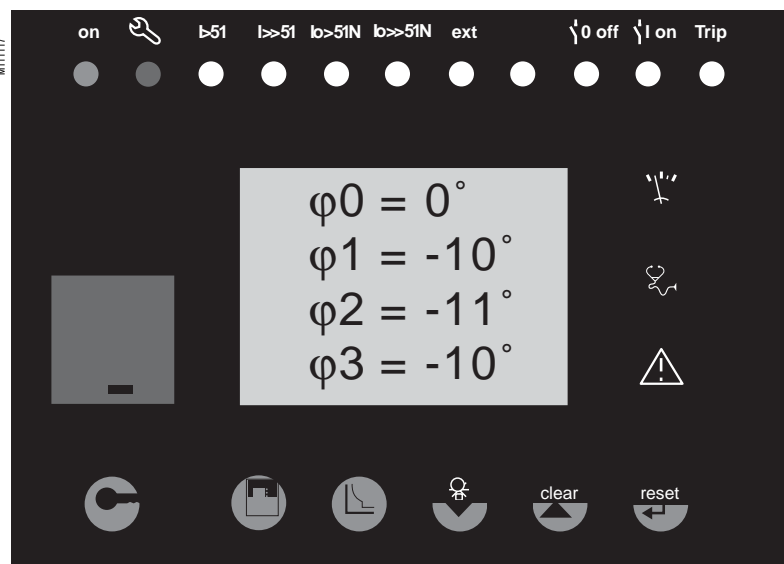 on I>51 I>>51 Io>51N Io>>51N ext 0 off I on Trip
φ0 = 0°
φ1 = -10°
φ2 = -11°
φ3 = -10°
clear reset